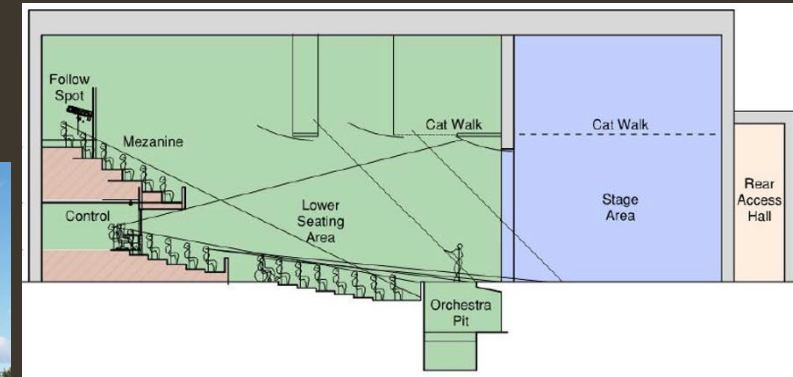 Follow
Spot
Mezanine
Control
Lower
Seating
Area
Cat Walk
Orchestra
Pit
Cat Walk
Stage
Area
Rear
Access
Hall